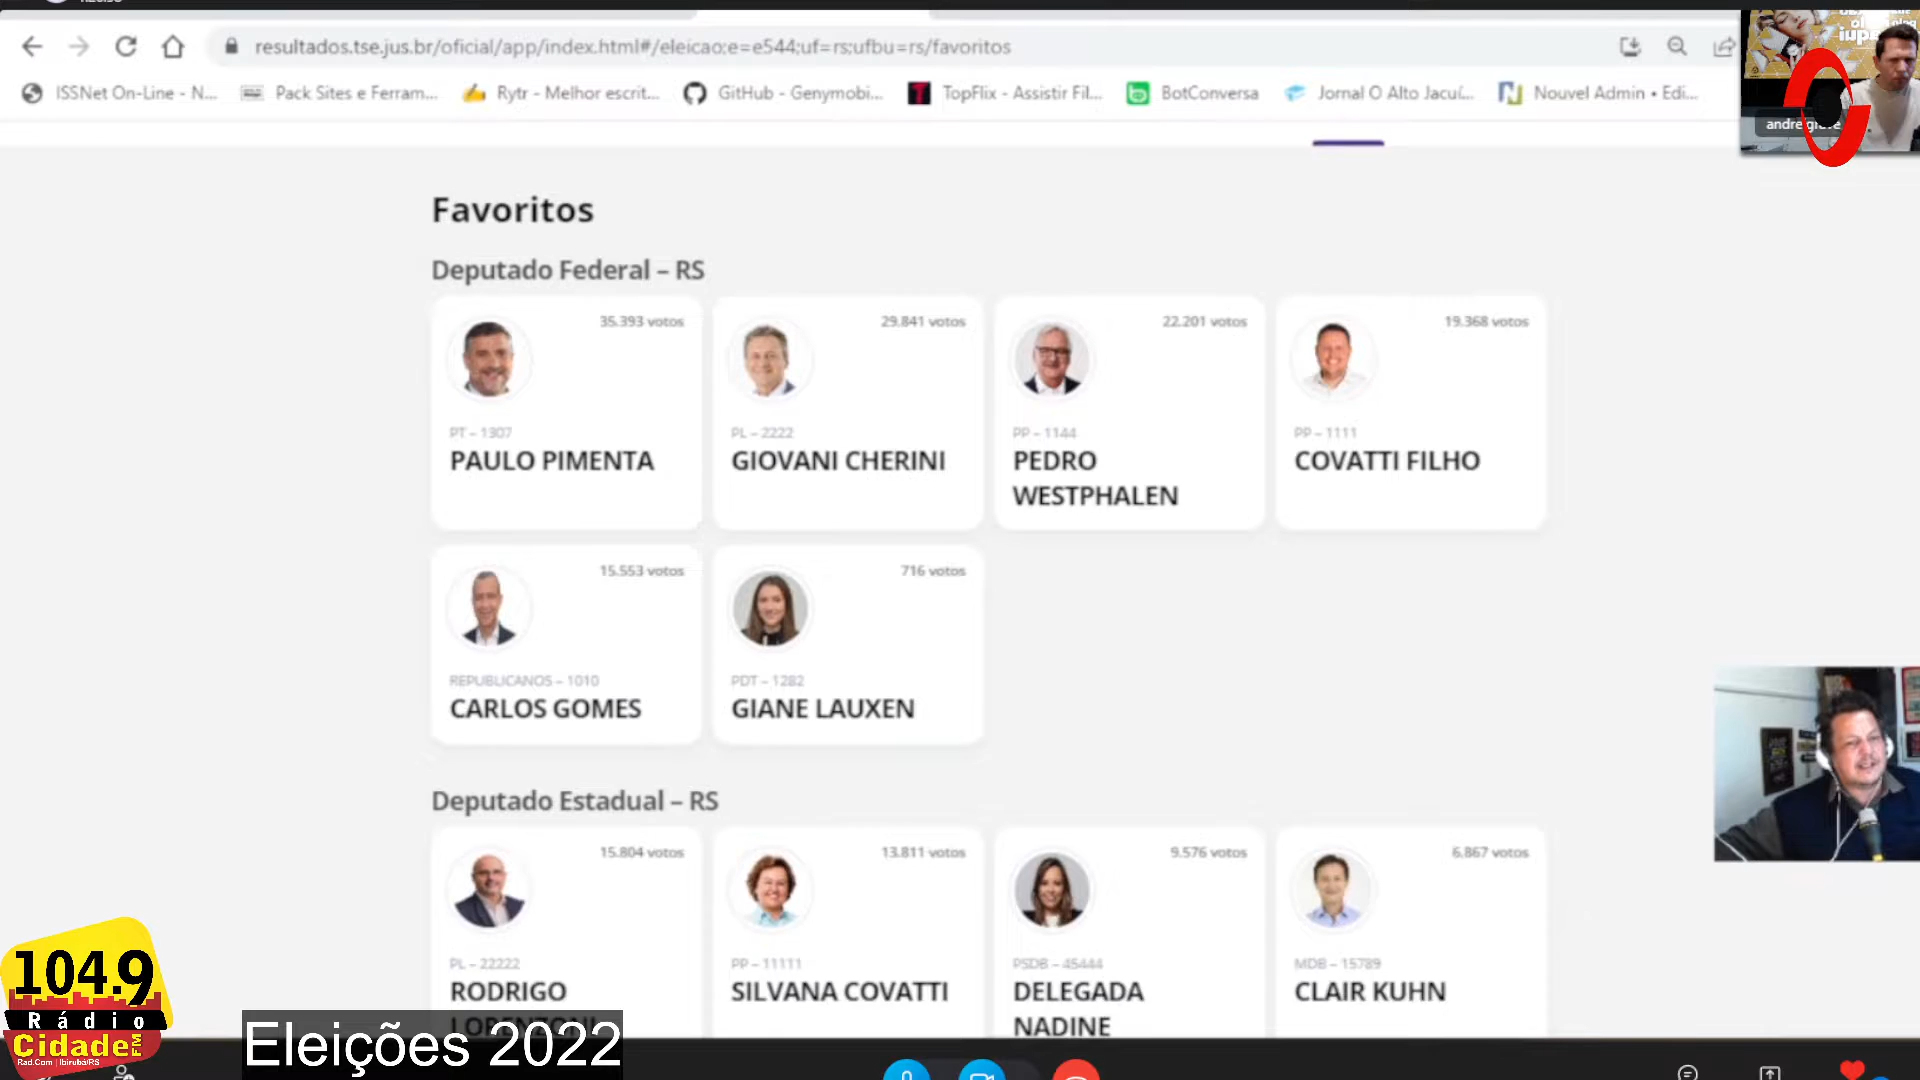 resultados.tse.jus.br/oficial/app/index.html#/eleicao;e=e544;uf=rs;ufbu=rs/favoritos
ISSNet On-Line - N...
Pack Sites e Ferram...
Rytr - Melhor escrit...
GitHub - Genymobi...
TopFlix - Assistir Fil...
BotConversa
Jornal O Alto Jacuí...
Nouvel Admin • Edi...
Favoritos
Deputado Federal – RS
35.393 votos
PT – 1307
PAULO PIMENTA
29.841 votos
PL – 2222
GIOVANI CHERINI
22.201 votos
PP – 1144
PEDRO
WESTPHALEN
19.368 votos
PP – 1111
COVATTI FILHO
15.553 votos
REPUBLICANOS – 1010
CARLOS GOMES
716 votos
PDT – 1282
GIANE LAUXEN
Deputado Estadual – RS
15.804 votos
PL – 22222
RODRIGO
LORENZONI
13.811 votos
PP – 11111
SILVANA COVATTI
9.576 votos
PSDB – 45444
DELEGADA
NADINE
6.867 votos
MDB – 15789
CLAIR KUHN
104.9
Rádio
Cidade FM
Rad.Com | Ibirubá/RS
Eleições 2022